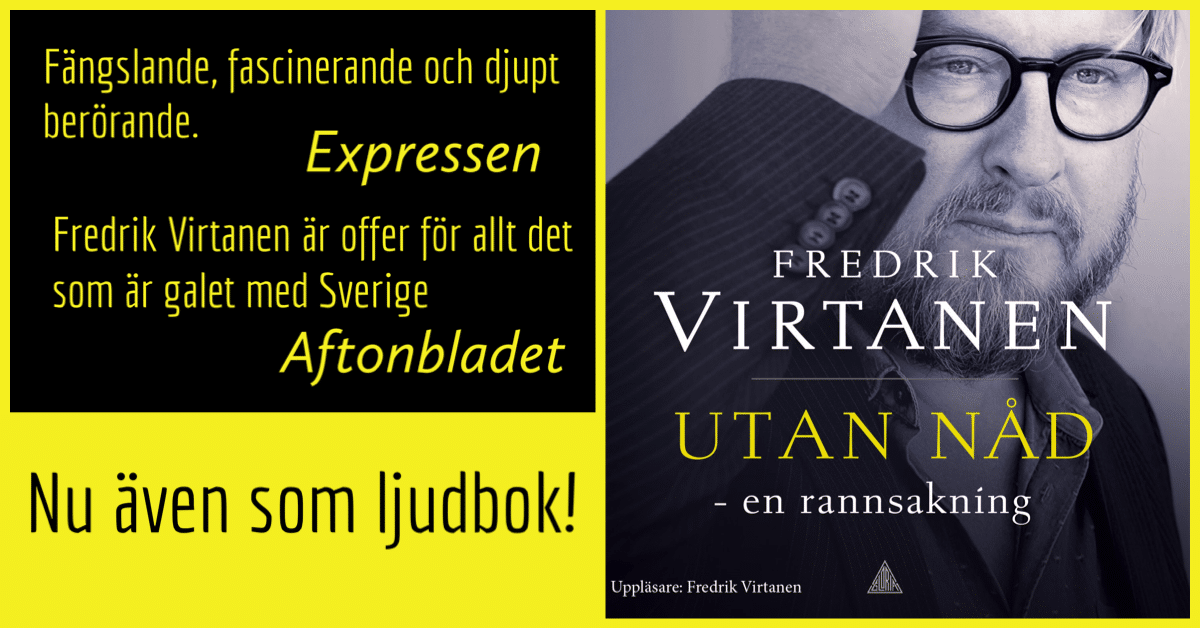 Fängslande, fascinerande och djupt
berörande.
Expressen
Fredrik Virtanen är offer för allt det
som är galet med Sverige
Aftonbladet
Nu även som ljudbok!
FREDRIK
VIRTANEN
UTAN NÅD
- en rannsakning
Uppläsare: Fredrik Virtanen